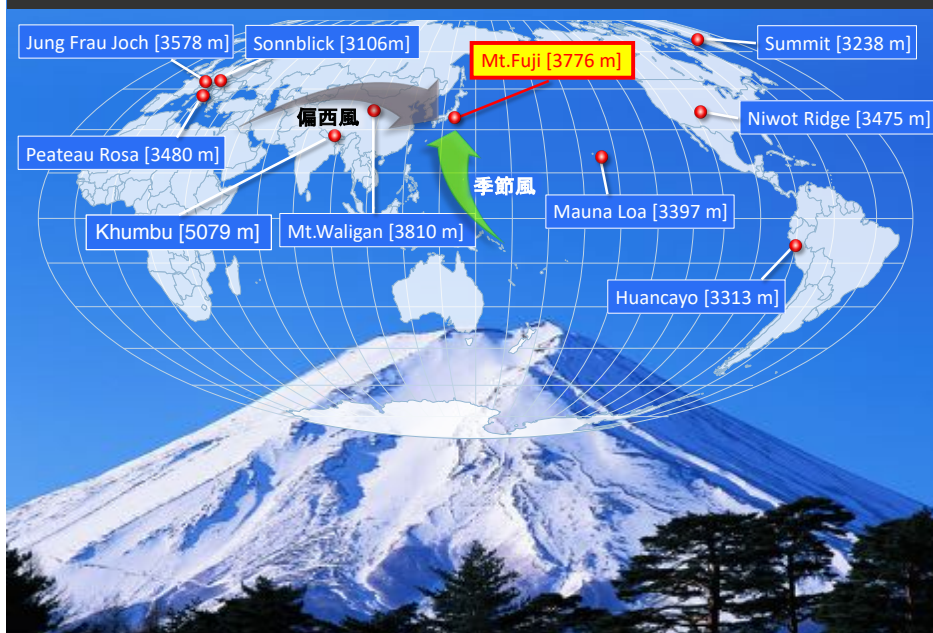 Jung Frau Joch [3578 m]
Sonnblick [3106m]
Mt.Fuji [3776 m]
Summit [3238 m]
偏西風
Niwot Ridge [3475 m]
Peateau Rosa [3480 m]
季節風
Khumbu [5079 m]
Mt.Waligan [3810 m]
Mauna Loa [3397 m]
Huancayo [3313 m]